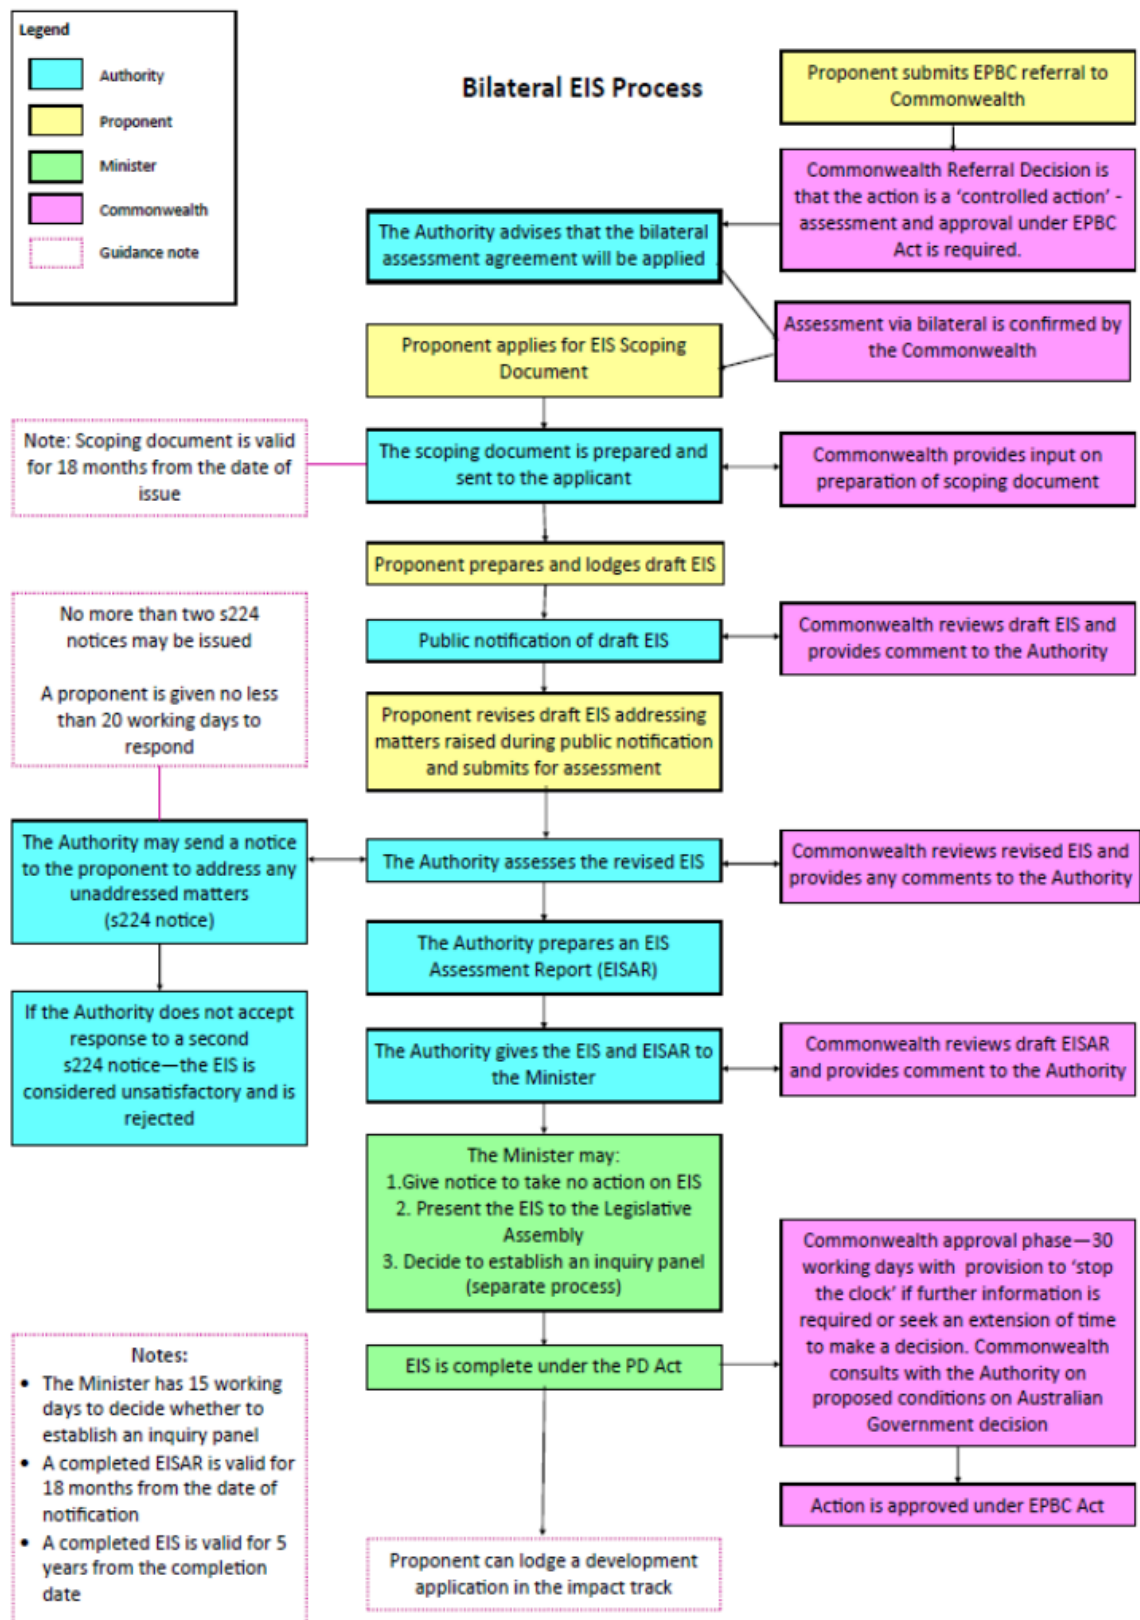 Legend
Authority
Proponent
Minister
Commonwealth
Guidance note
Bilateral EIS Process
Proponent submits EPBC referral to
Commonwealth
Commonwealth Referral Decision is
that the action is a ‘controlled action’ -
assessment and approval under EPBC
Act is required.
The Authority advises that the bilateral
assessment agreement will be applied
Assessment via bilateral is confirmed by
the Commonwealth
Proponent applies for EIS Scoping
Document
Note: Scoping document is valid
for 18 months from the date of
issue
The scoping document is prepared and
sent to the applicant
Commonwealth provides input on
preparation of scoping document
Proponent prepares and lodges draft EIS
No more than two s224
notices may be issued
A proponent is given no less
than 20 working days to
respond
Public notification of draft EIS
Commonwealth reviews draft EIS and
provides comment to the Authority
Proponent revises draft EIS addressing
matters raised during public notification
and submits for assessment
The Authority may send a notice
to the proponent to address any
unaddressed matters
(s224 notice)
The Authority assesses the revised EIS
Commonwealth reviews revised EIS and
provides any comments to the Authority
The Authority prepares an EIS
Assessment Report (EISAR)
If the Authority does not accept
response to a second
s224 notice—the EIS is
considered unsatisfactory and is
rejected
The Authority gives the EIS and EISAR to
the Minister
Commonwealth reviews draft EISAR
and provides comment to the Authority
The Minister may:
1.Give notice to take no action on EIS
2. Present the EIS to the Legislative
Assembly
3. Decide to establish an inquiry panel
(separate process)
Commonwealth approval phase—30
working days with provision to ‘stop
the clock’ if further information is
required or seek an extension of time
to make a decision. Commonwealth
consults with the Authority on
proposed conditions on Australian
Government decision
EIS is complete under the PD Act
Notes:
• The Minister has 15 working
days to decide whether to
establish an inquiry panel
• A completed EISAR is valid for
18 months from the date of
notification
• A completed EIS is valid for 5
years from the completion
date
Action is approved under EPBC Act
Proponent can lodge a development
application in the impact track